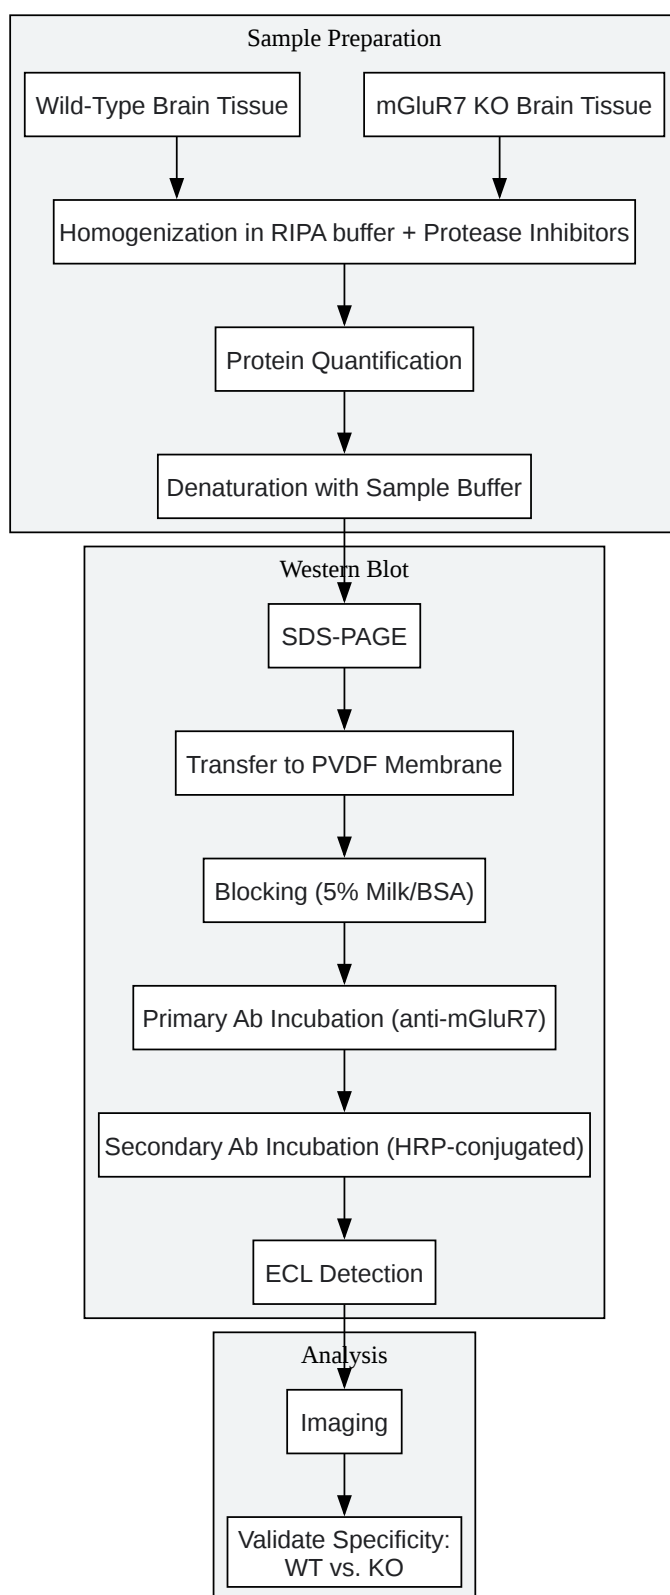 Sample Preparation
Wild-Type Brain Tissue
mGluR7 KO Brain Tissue
Homogenization in RIPA buffer + Protease Inhibitors
Protein Quantification
Denaturation with Sample Buffer
Western Blot
SDS-PAGE
Transfer to PVDF Membrane
Blocking (5% Milk/BSA)
Primary Ab Incubation (anti-mGluR7)
Secondary Ab Incubation (HRP-conjugated)
ECL Detection
Analysis
Imaging
Validate Specificity:
WT vs. KO